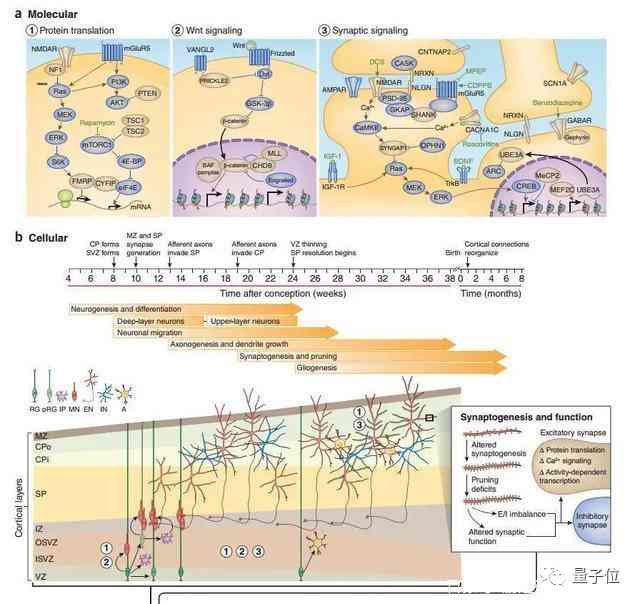 a Molecular
1 Protein translation
NMDAR
mGluR5
NF1
Ras
PI3K
PTEN
AKT
MEK
Rapamycin
TSC1
TSC2
ERK
mTORC1
S6K
4E-BP
FMRP
CYFIP
eIF4E
mRNA
2 Wnt signaling
VANGL2
Wnt
Frizzled
PRICKLE2
Dvl
GSK-3β
β-catenin
MLL
BAF
complex
β-catenin
CHD8
Engrailed
3 Synaptic signaling
CNTNAP2
DCS
CASK
NRXN
MPEP
AMPAR
NMDAR
NLGN
CDPPB
PSD-95
mGluR5
Ca²⁺
GKAP
SHANK
CaMKII
Ca²⁺
CACNA1C
SYNGAP1
OPHN1
Roscovitine
IGF-1
Ras
BDNF
IGF-1R
MEK
TrkB
ERK
SCN1A
Benzodiazepine
NRXN
NLGN
GABAR
Gephyrin
UBE3A
ARC
MeCP2
CREB
MEF2C
UBE3A
b Cellular
CP forms
SVZ forms
MZ and SP
synapse
generation
Afferent axons
invade SP
Afferent axons
invade CP
VZ thinning
SP resolution begins
Birth
Cortical connections
reorganize
4 6 8 10 12 14 16 18 20 22 24 26 28 30 32 34 36 38 0 2 4 6 8
Time after conception (weeks)
Time (months)
Neurogenesis and differentiation
Deep-layer neurons
Upper-layer neurons
Neuronal migration
Axonogenesis and dendrite growth
Synaptogenesis and pruning
Gliogenesis
RG oRG IP MN EN IN A
Cortical layers
MZ
CPo
CPi
SP
IZ
OSVZ
ISVZ
VZ
1
2
1 2 3
1
3
Synaptogenesis and function
Altered
synaptogenesis
Pruning
deficits
E/I imbalance
Altered synaptic
function
Excitatory synapse
Δ Protein translation
Δ Ca²⁺ signaling
Δ Activity-dependent
transcription
Inhibitory
synapse
量子位